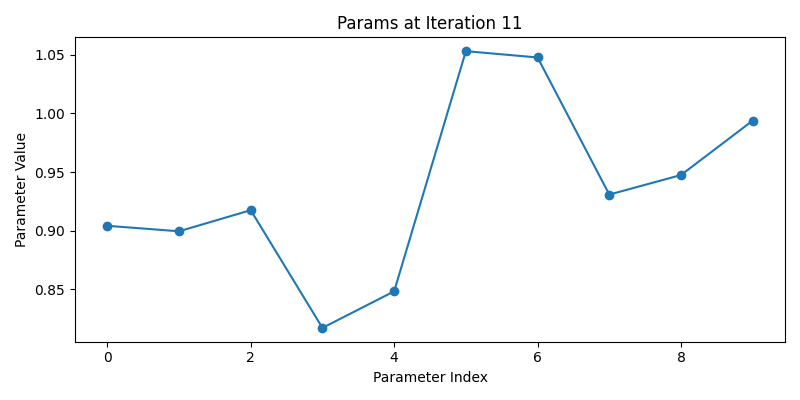 Params at Iteration 11
1.05
1.00
0.95
0.90
0.85
Parameter Value
0 2 4 6 8
Parameter Index